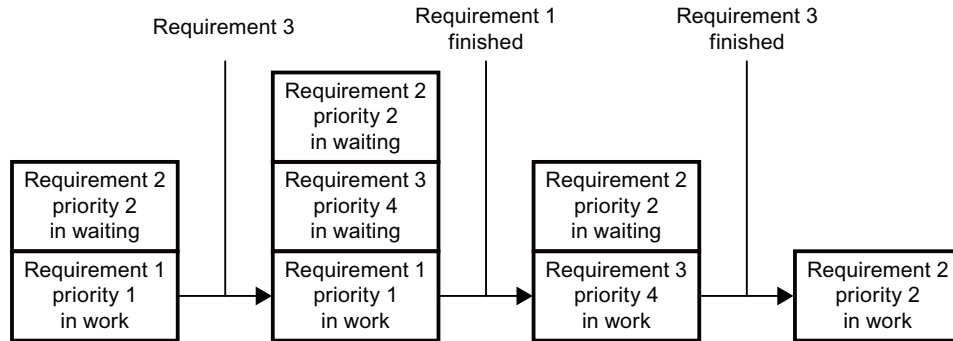 Requirement 3
Requirement 1
finished
Requirement 3
finished
Requirement 2
priority 2
in waiting
Requirement 1
priority 1
in work
Requirement 2
priority 2
in waiting
Requirement 3
priority 4
in waiting
Requirement 1
priority 1
in work
Requirement 2
priority 2
in waiting
Requirement 3
priority 4
in work
Requirement 2
priority 2
in work